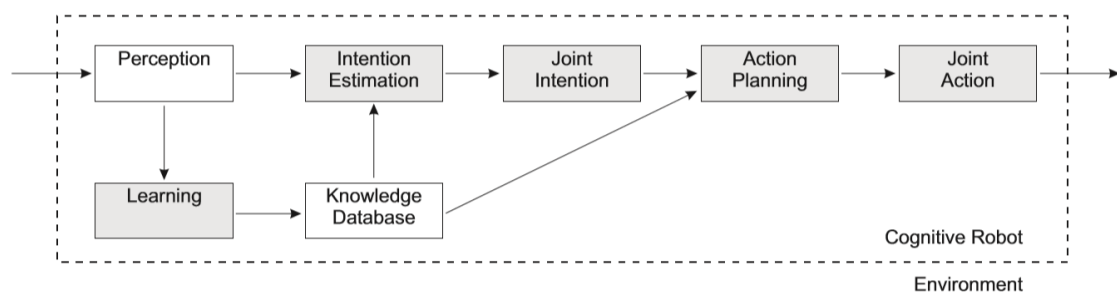 Perception
Intention
Estimation
Joint
Intention
Action
Planning
Joint
Action
Learning
Knowledge
Database
Cognitive Robot
Environment